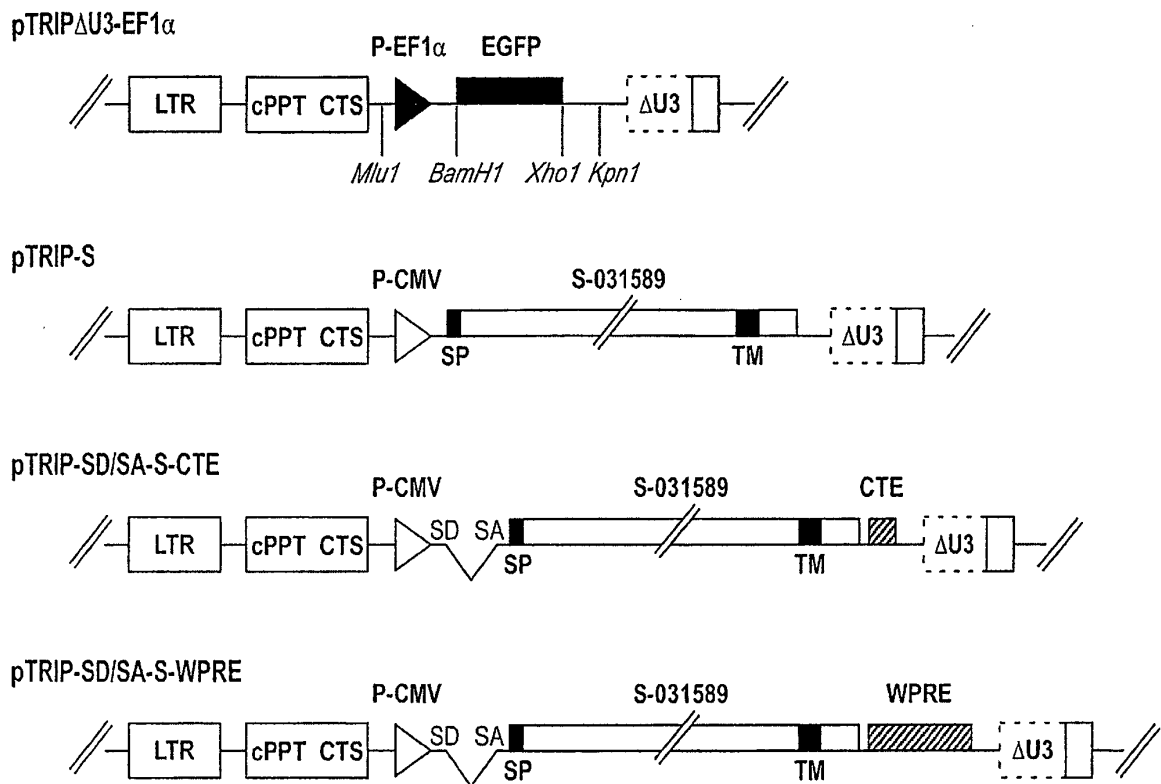 pTRIPΔU3-EF1α
P-EF1α EGFP
LTR cPPT CTS ΔU3
Mlu1 BamH1 Xho1 Kpn1
pTRIP-S
P-CMV S-031589
LTR cPPT CTS ΔU3
SP TM
pTRIP-SD/SA-S-CTE
P-CMV S-031589 CTE
SD SA
LTR cPPT CTS ΔU3
SP TM
pTRIP-SD/SA-S-WPRE
P-CMV S-031589 WPRE
SD SA
LTR cPPT CTS ΔU3
SP TM